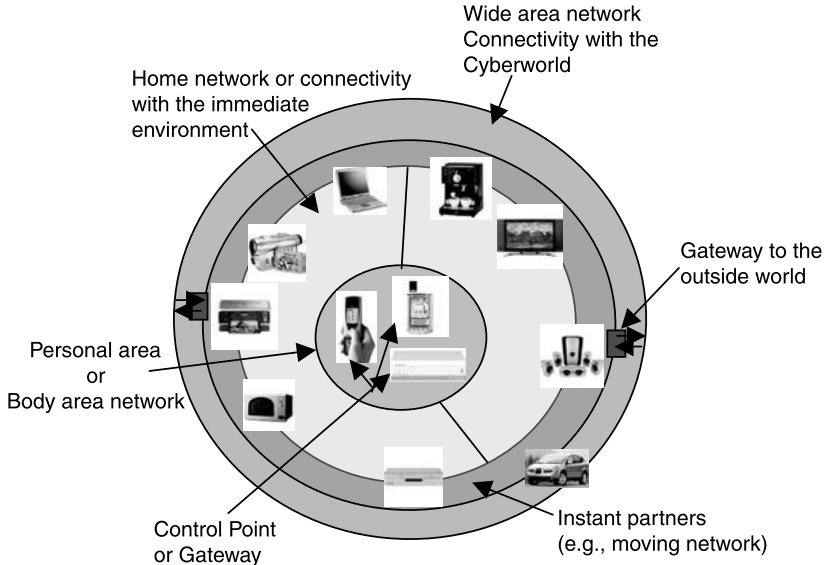 Wide area network
Connectivity with the
Cyberworld
Home network or connectivity
with the immediate
environment
Gateway to the
outside world
Personal area
or
Body area network
Control Point
or Gateway
Instant partners
(e.g., moving network)